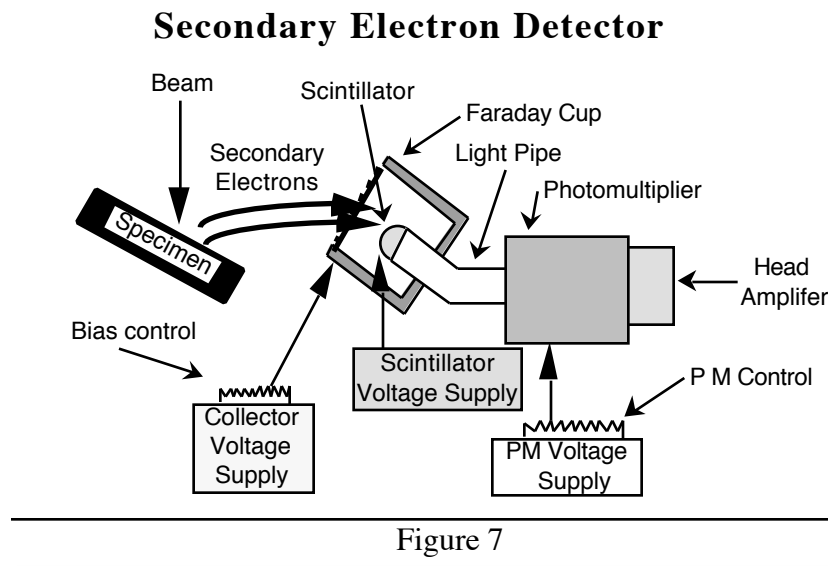 Secondary Electron Detector
Beam
Scintillator
Faraday Cup
Secondary
Electrons
Light Pipe
Photomultiplier
Specimen
Head
Amplifer
Bias control
Scintillator
Voltage Supply
P M Control
Collector
Voltage
Supply
PM Voltage
Supply
Figure 7